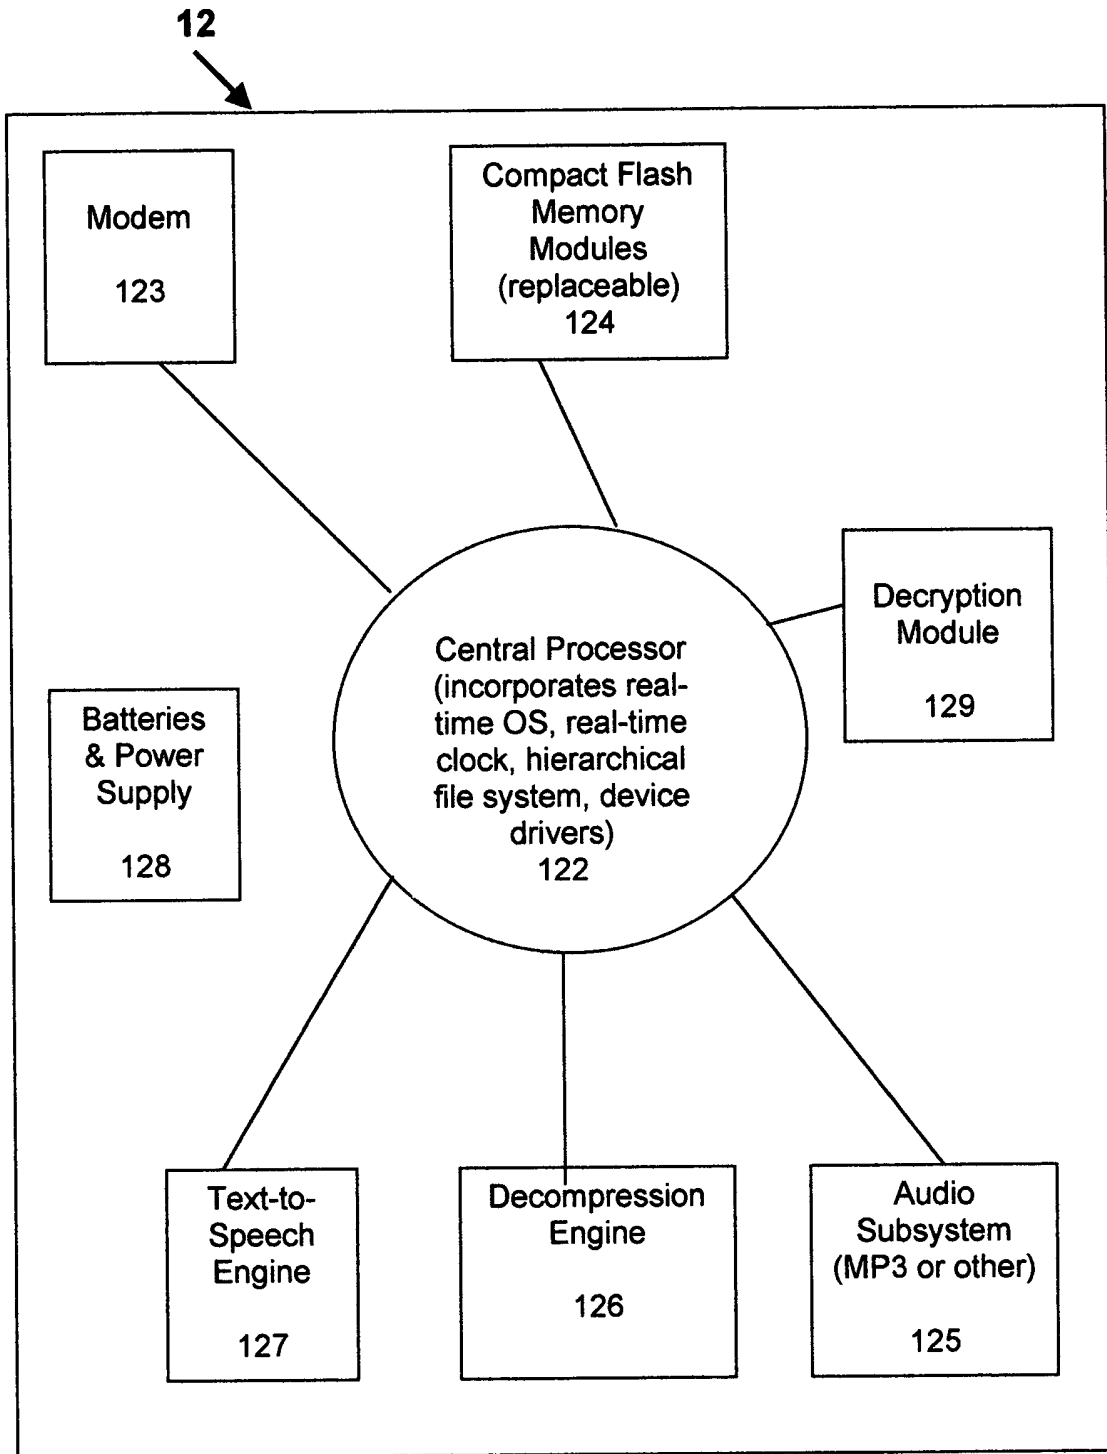 12
Modem
123
Compact Flash
Memory
Modules
(replaceable)
124
Decryption
Module
129
Central Processor
(incorporates real-
time OS, real-time
clock, hierarchical
file system, device
drivers)
122
Batteries
& Power
Supply
128
Text-to-
Speech
Engine
127
Decompression
Engine
126
Audio
Subsystem
(MP3 or other)
125